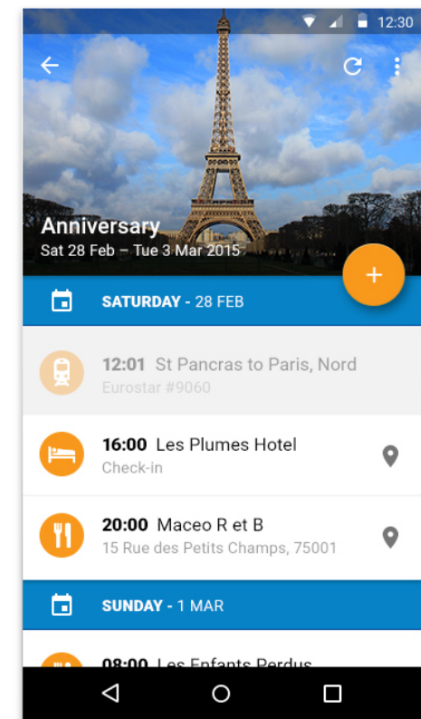 12:30
Anniversary
Sat 28 Feb – Tue 3 Mar 2015
SATURDAY - 28 FEB
12:01 St Pancras to Paris, Nord
Eurostar #9060
16:00 Les Plumes Hotel
Check-in
20:00 Maceo R et B
15 Rue des Petits Champs, 75001
SUNDAY - 1 MAR
08:00 Les Enfants Perdus